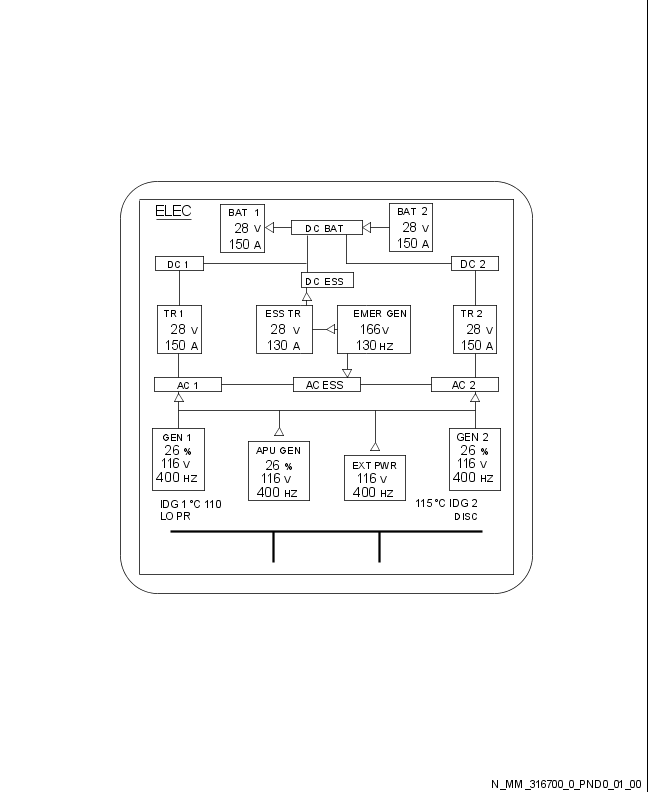 ELEC
BAT 1
28 V
150 A
DC BAT
BAT 2
28 V
150 A
DC 1
DC 2
DC ESS
TR 1
28 V
150 A
ESS TR
28 V
130 A
EMER GEN
166 V
130 HZ
TR 2
28 V
150 A
AC 1
AC ESS
AC 2
GEN 1
26 %
116 V
400 HZ
APU GEN
26 %
116 V
400 HZ
EXT PWR
116 V
400 HZ
GEN 2
26 %
116 V
400 HZ
IDG 1 °C 110
LO PR
115 °C IDG 2
DISC
N_MM_316700_0_PND0_01_00